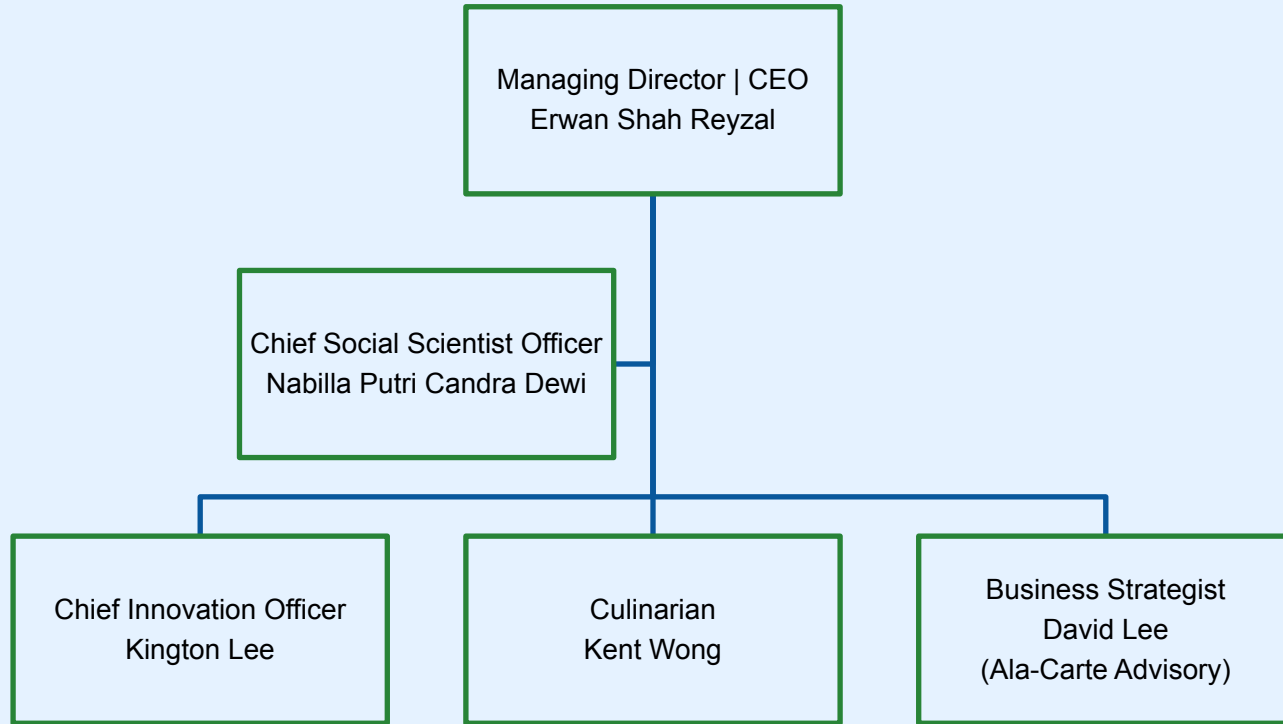 Managing Director | CEO
Erwan Shah Reyzal
Chief Social Scientist Officer
Nabilla Putri Candra Dewi
Chief Innovation Officer
Kington Lee
Culinarian
Kent Wong
Business Strategist
David Lee
(Ala-Carte Advisory)